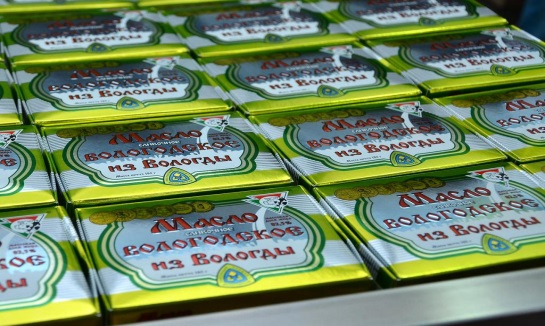 Масло
сливочное
вологодское
из Вологды